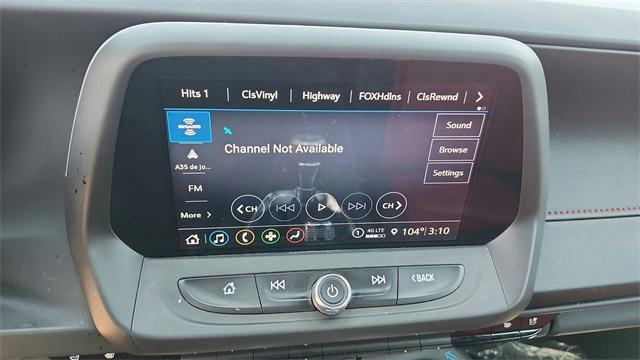 Hits 1 ClsVinyl Highway FOXHdlns ClsRewnd
Sound
Channel Not Available
Browse
A35 de Jo...
Settings
FM
CH CH
More
1 4G LTE 104° 3:10
BACK